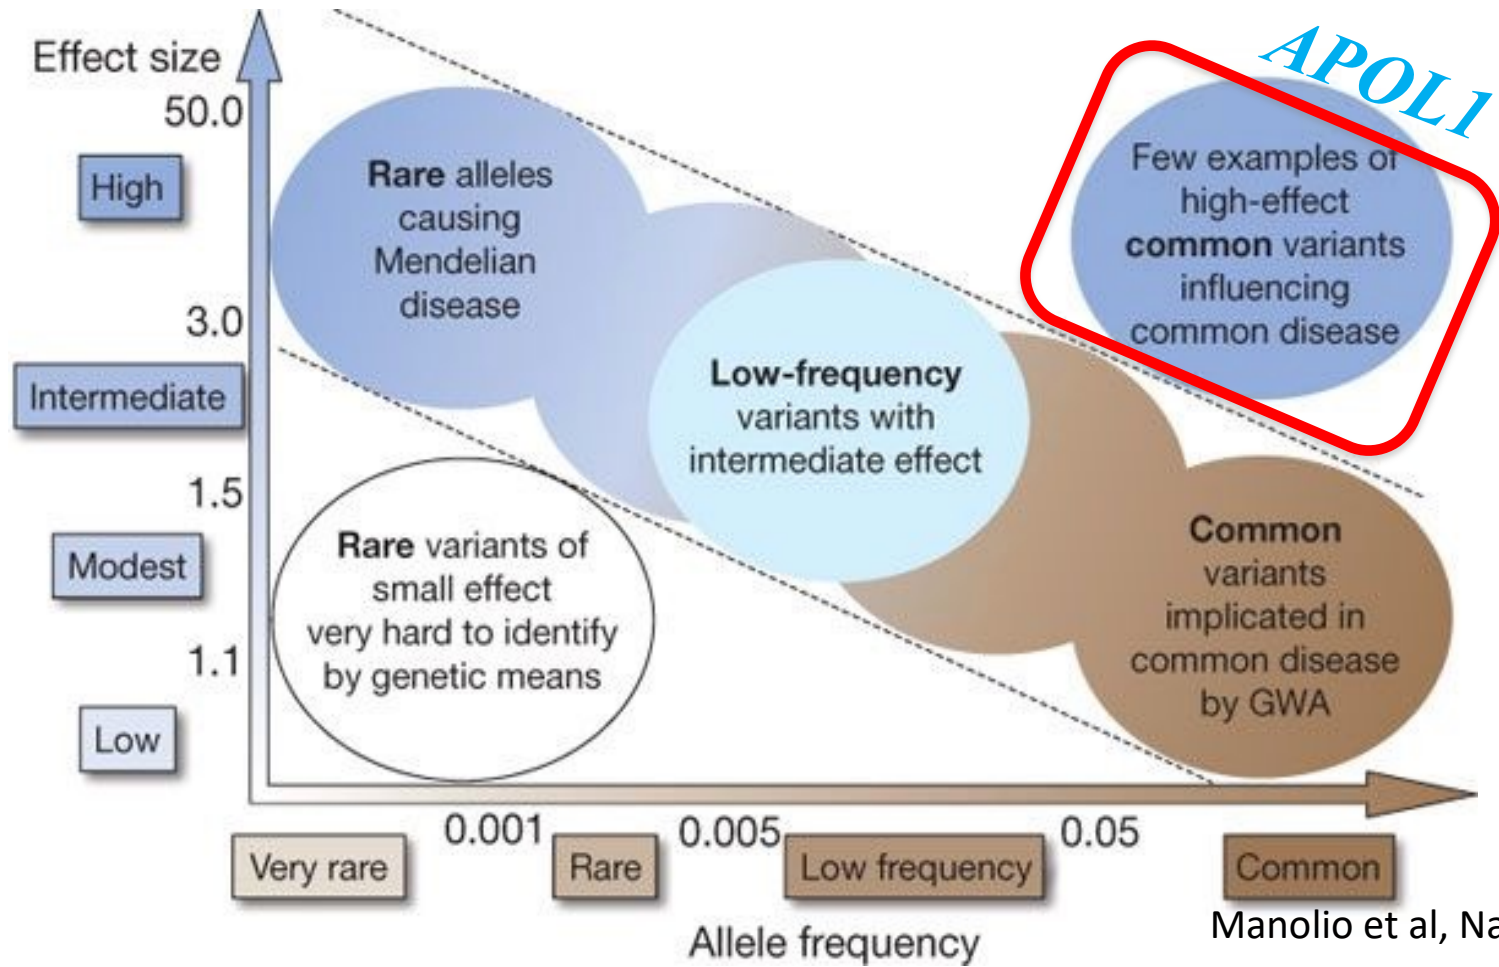 Effect size
50.0
High
3.0
Intermediate
1.5
Modest
1.1
Low
APOL1
Rare alleles
causing
Mendelian
disease
Few examples of
high-effect
common variants
influencing
common disease
Low-frequency
variants with
intermediate effect
Rare variants of
small effect
very hard to identify
by genetic means
Common
variants
implicated in
common disease
by GWA
0.001
0.005
0.05
Very rare
Rare
Low frequency
Common
Allele frequency
Manolio et al, Na